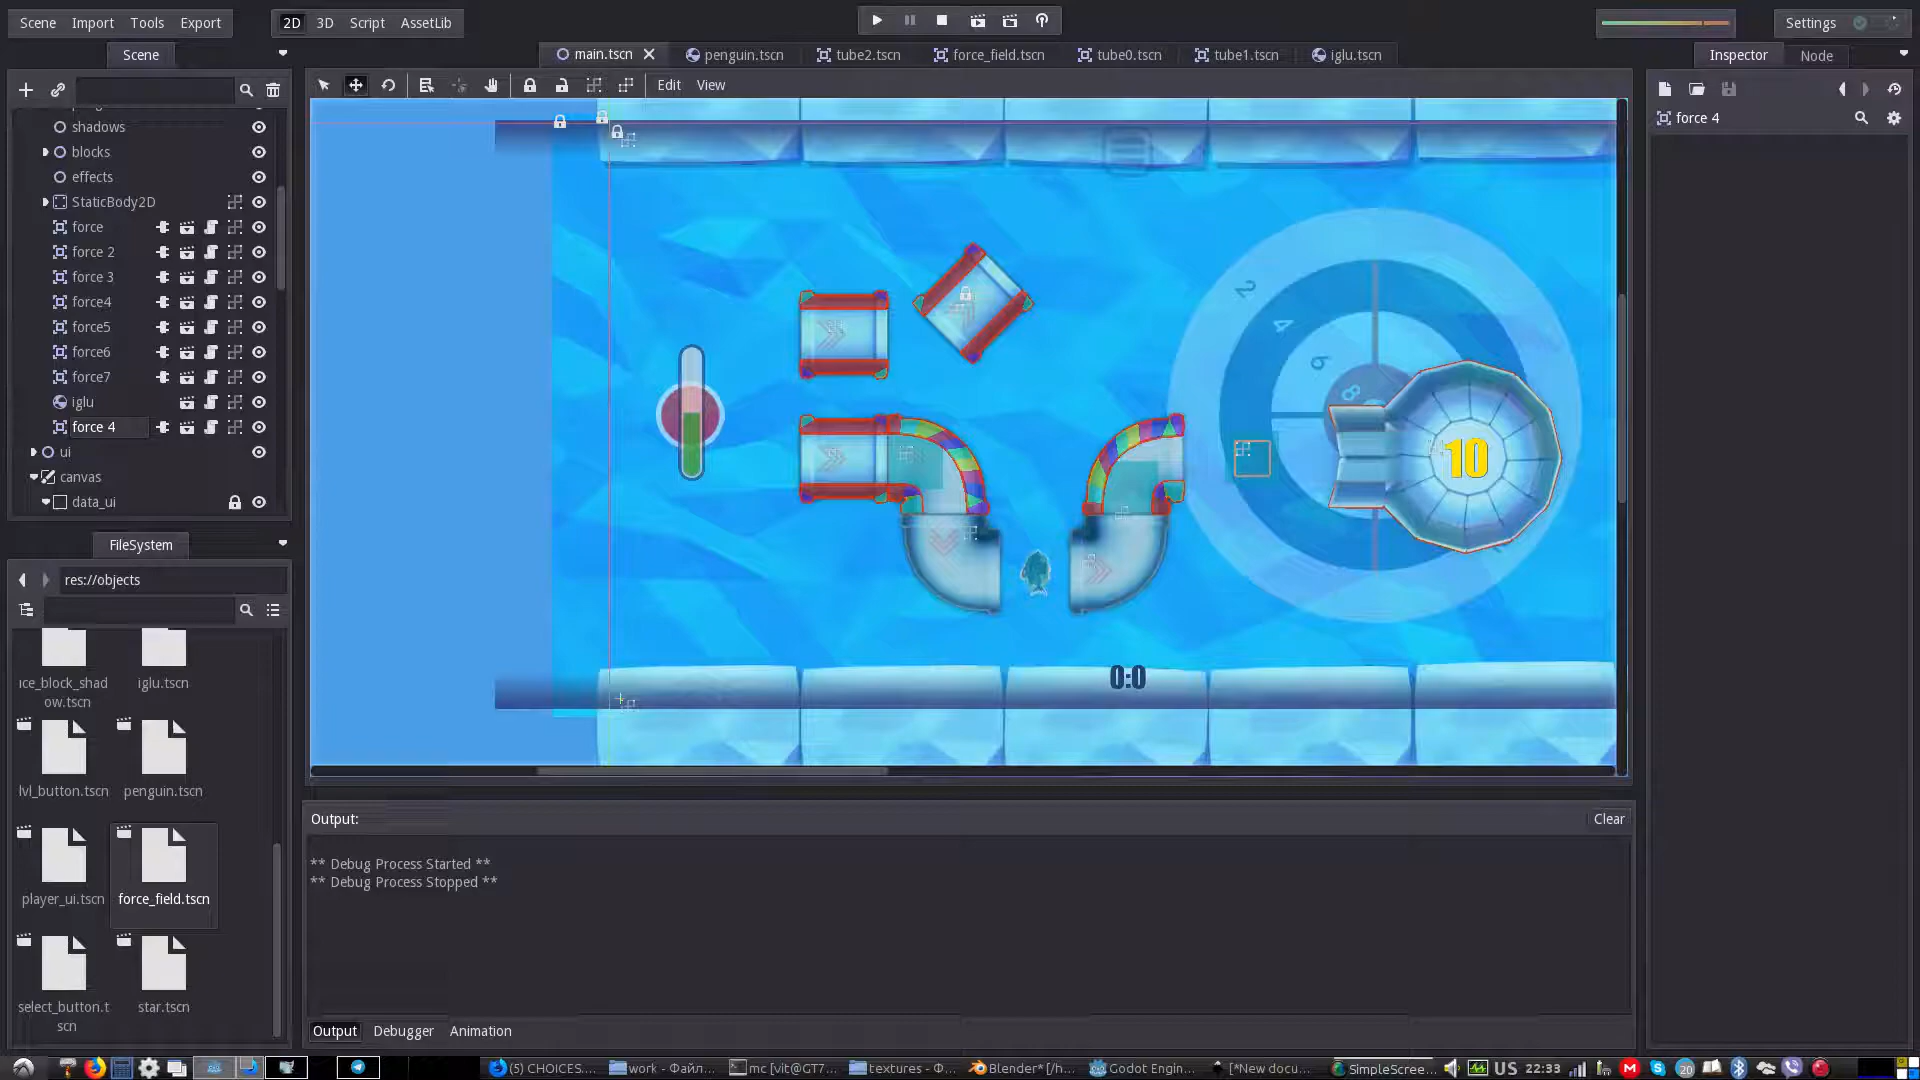 Scene Import Tools Export 2D 3D Script AssetLib Settings
Scene main.tscn penguin.tscn tube2.tscn force_field.tscn tube0.tscn tube1.tscn iglu.tscn Inspector Node
Edit View
shadows
blocks
effects
StaticBody2D
force
force 2
force 3
force4
force5
force6
force7
iglu
force 4
ui
canvas
data_ui
force 4
2
4
6
8
10
0:0
FileSystem
res://objects
ice_block_shad
ow.tscn
iglu.tscn
lvl_button.tscn
penguin.tscn
player_ui.tscn
force_field.tscn
select_button.t
scn
star.tscn
Output:
Clear
** Debug Process Started **
** Debug Process Stopped **
Output Debugger Animation
(5) CHOICES.... work - Файл... mc [vit@GT7... textures - Ф... Blender* [/h... Godot Engin... [*New docu... SimpleScree... US 22:33 20